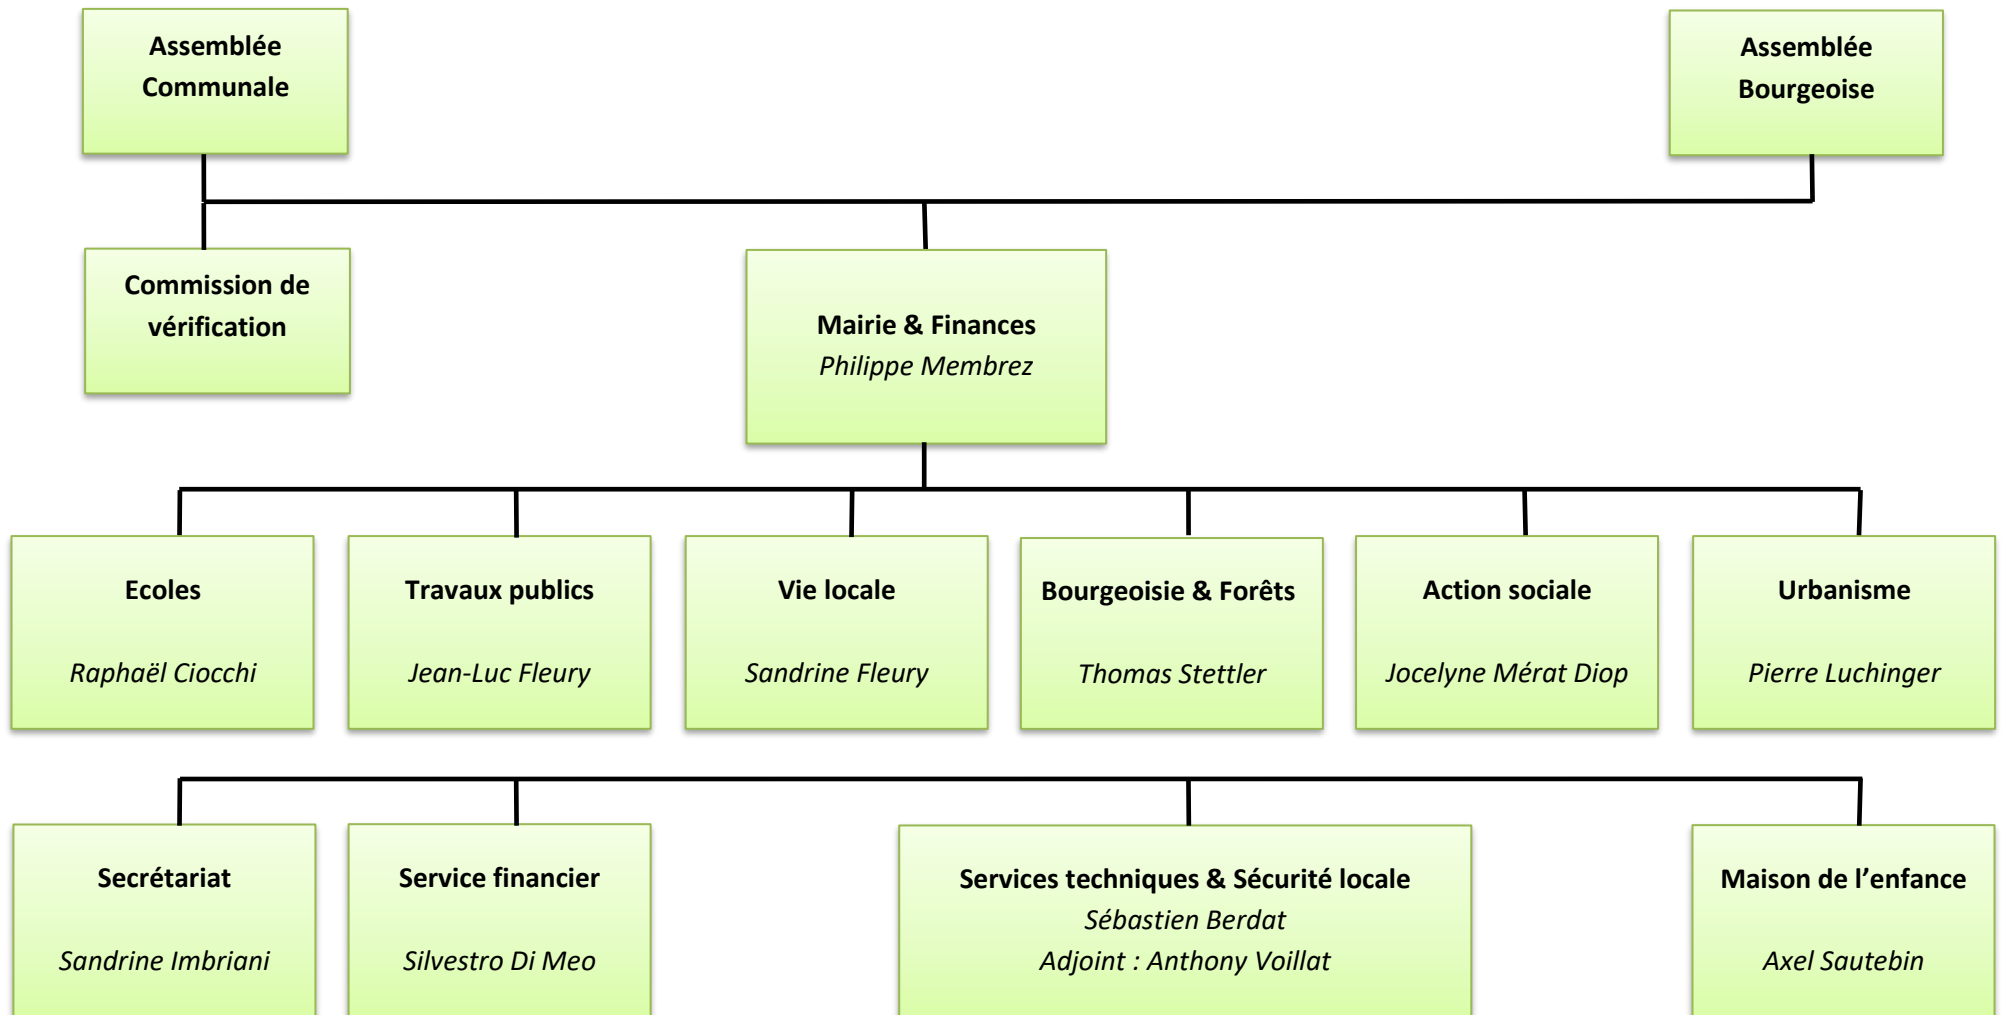 Assemblée
Communale
Assemblée
Bourgeoise
Commission de
vérification
Mairie & Finances
Philippe Membrez
Ecoles
Raphaël Ciocchi
Travaux publics
Jean-Luc Fleury
Vie locale
Sandrine Fleury
Bourgeoisie & Forêts
Thomas Stettler
Action sociale
Jocelyne Mérat Diop
Urbanisme
Pierre Luchinger
Secrétariat
Sandrine Imbriani
Service financier
Silvestro Di Meo
Services techniques & Sécurité locale
Sébastien Berdat
Adjoint : Anthony Voillat
Maison de l’enfance
Axel Sautebin